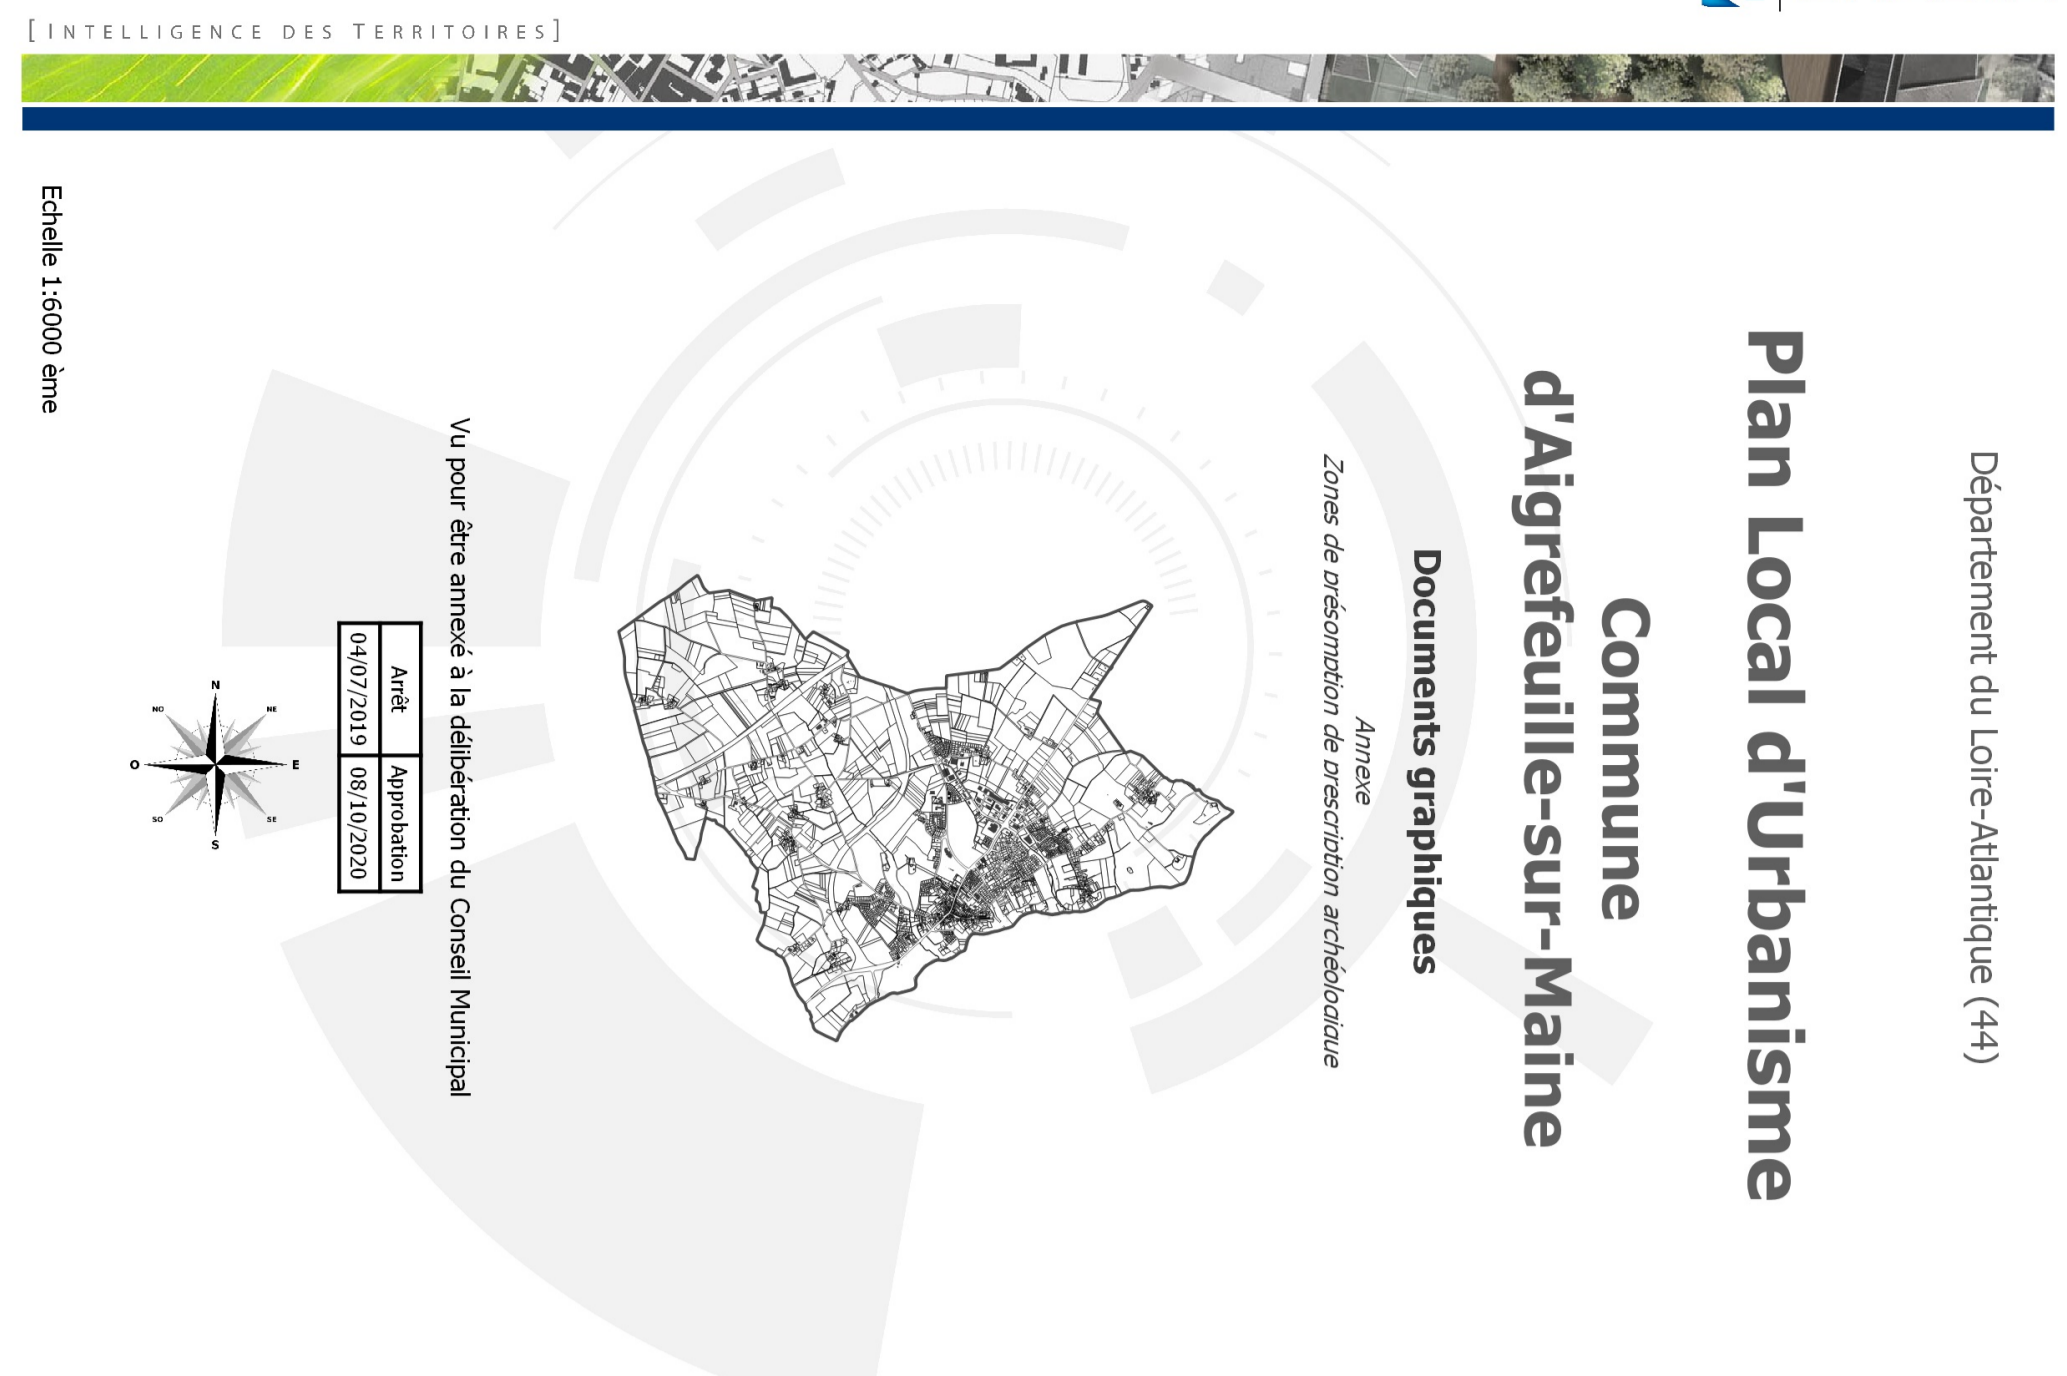 [INTELLIGENCE DES TERRITOIRES]
Département du Loire-Atlantique (44)
Plan Local d'Urbanisme
Commune
d'Aigrefeuille-sur-Maine
Documents graphiques
Annexe
Zones de présomption de prescription archéologique
Vu pour être annexé à la délibération du Conseil Municipal
Arrêt Approbation
04/07/2019 08/10/2020
N
NO NE
O E
SO SE
S
Echelle 1:6000 ème